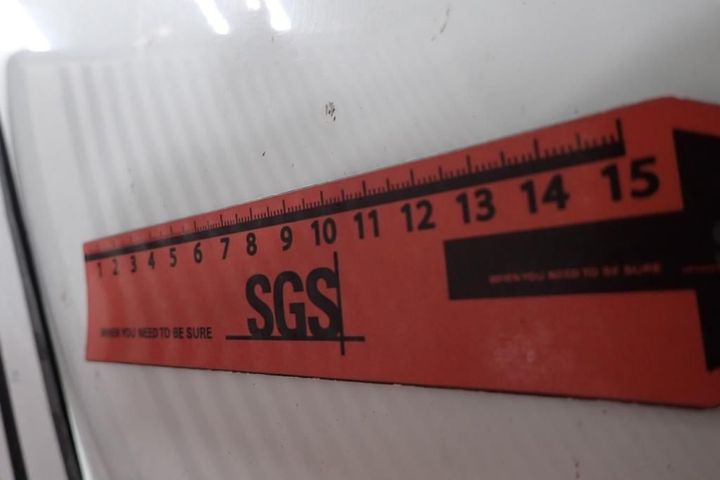 1 2 3 4 5 6 7 8 9 10 11 12 13 14 15
WHEN YOU NEED TO BE SURE
SGS
WHEN YOU NEED TO BE SURE